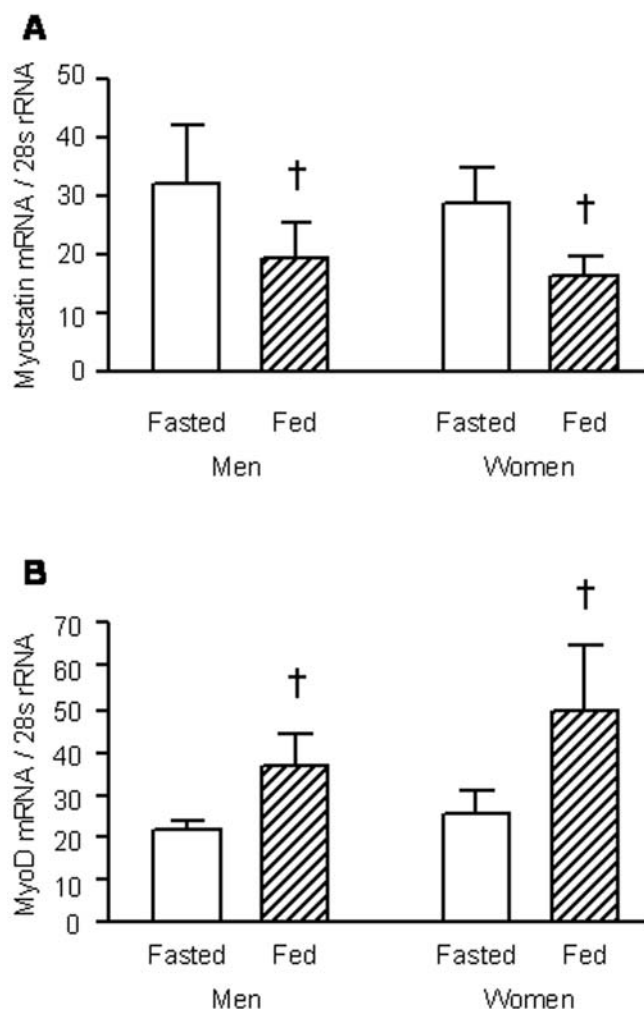 A
Myostatin mRNA / 28s rRNA
50
40
30
20
10
0
†
†
Fasted Fed Fasted Fed
Men Women
B
MyoD mRNA / 28s rRNA
70
60
50
40
30
20
10
0
†
†
Fasted Fed Fasted Fed
Men Women